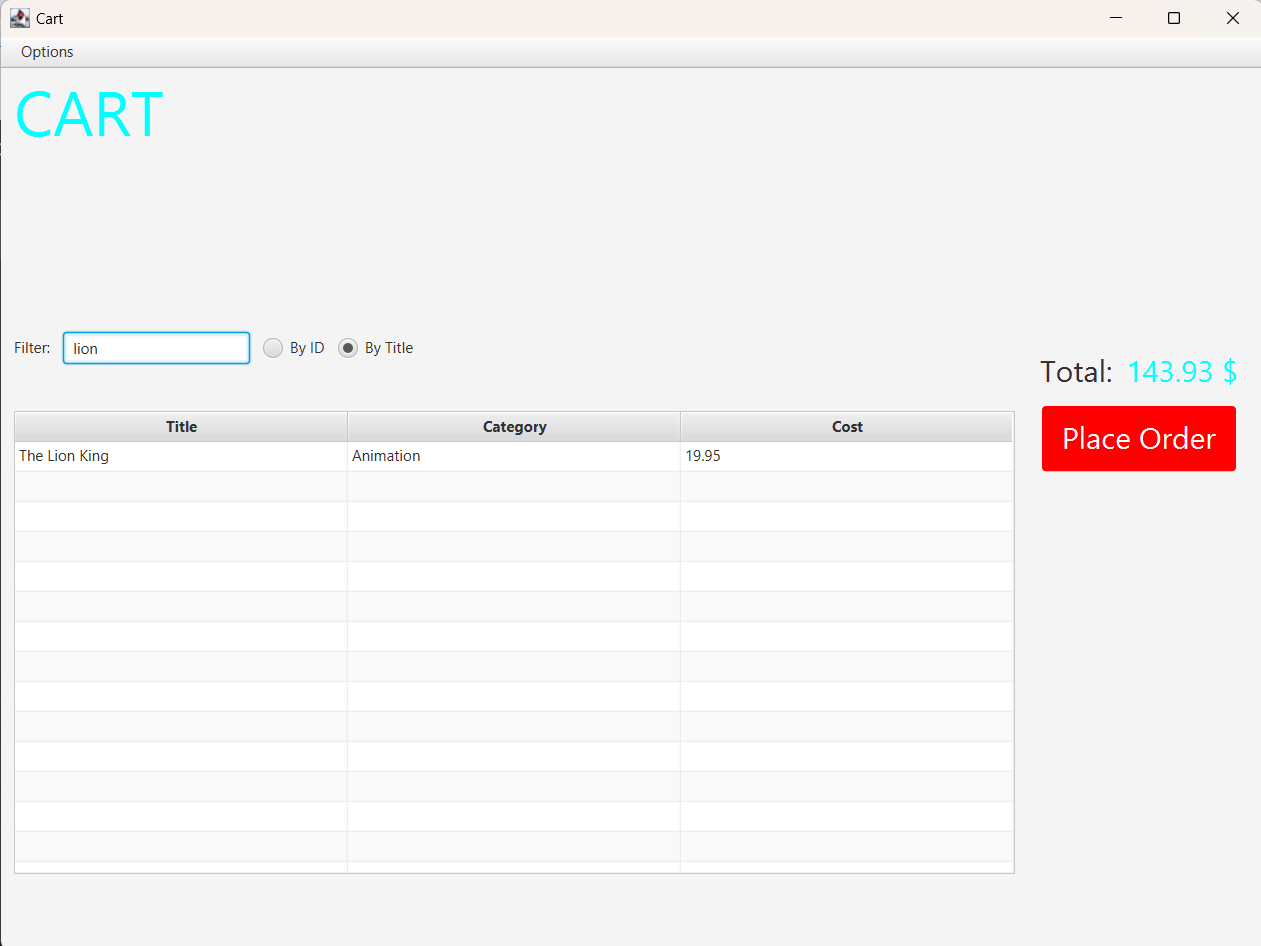 Cart
Options
CART
Filter: lion By ID By Title
Total: 143.93 $
Place Order
Title Category Cost
The Lion King Animation 19.95